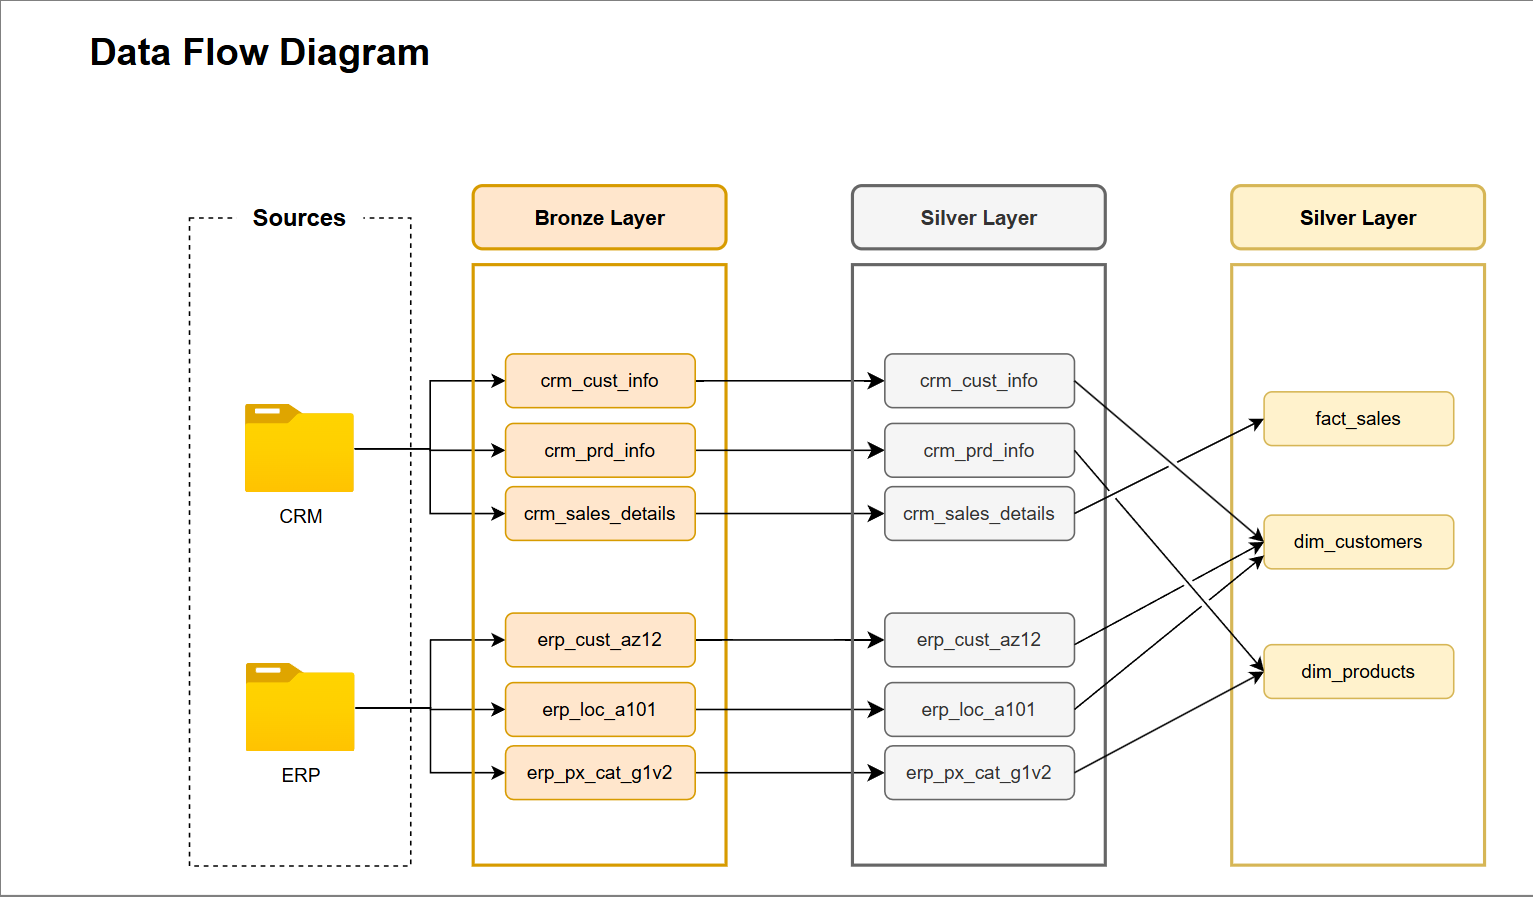 Data Flow Diagram
Sources
Bronze Layer
Silver Layer
Silver Layer
CRM
ERP
crm_cust_info
crm_prd_info
crm_sales_details
erp_cust_az12
erp_loc_a101
erp_px_cat_g1v2
crm_cust_info
crm_prd_info
crm_sales_details
erp_cust_az12
erp_loc_a101
erp_px_cat_g1v2
fact_sales
dim_customers
dim_products